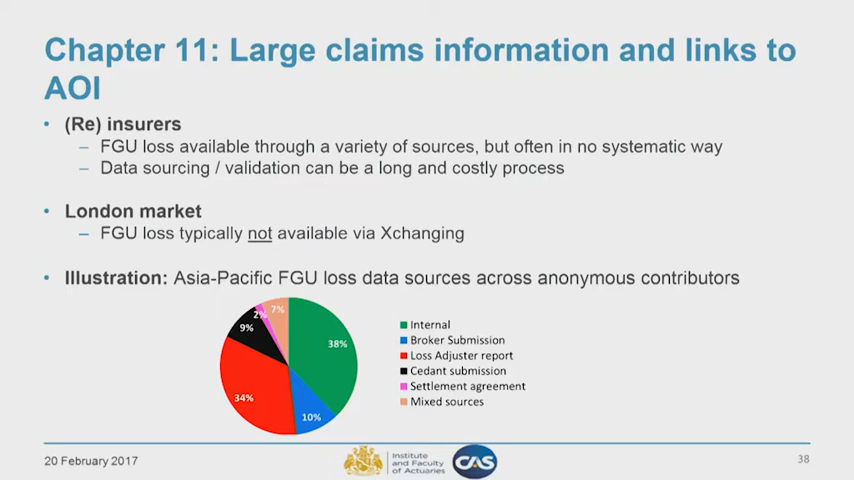 Chapter 11: Large claims information and links to
AOI
• (Re) insurers
– FGU loss available through a variety of sources, but often in no systematic way
– Data sourcing / validation can be a long and costly process
• London market
– FGU loss typically not available via Xchanging
• Illustration: Asia-Pacific FGU loss data sources across anonymous contributors
7%
2%
9%
38%
34%
10%
Internal
Broker Submission
Loss Adjuster report
Cedant submission
Settlement agreement
Mixed sources
20 February 2017
Institute
and Faculty
of Actuaries
CAS
38